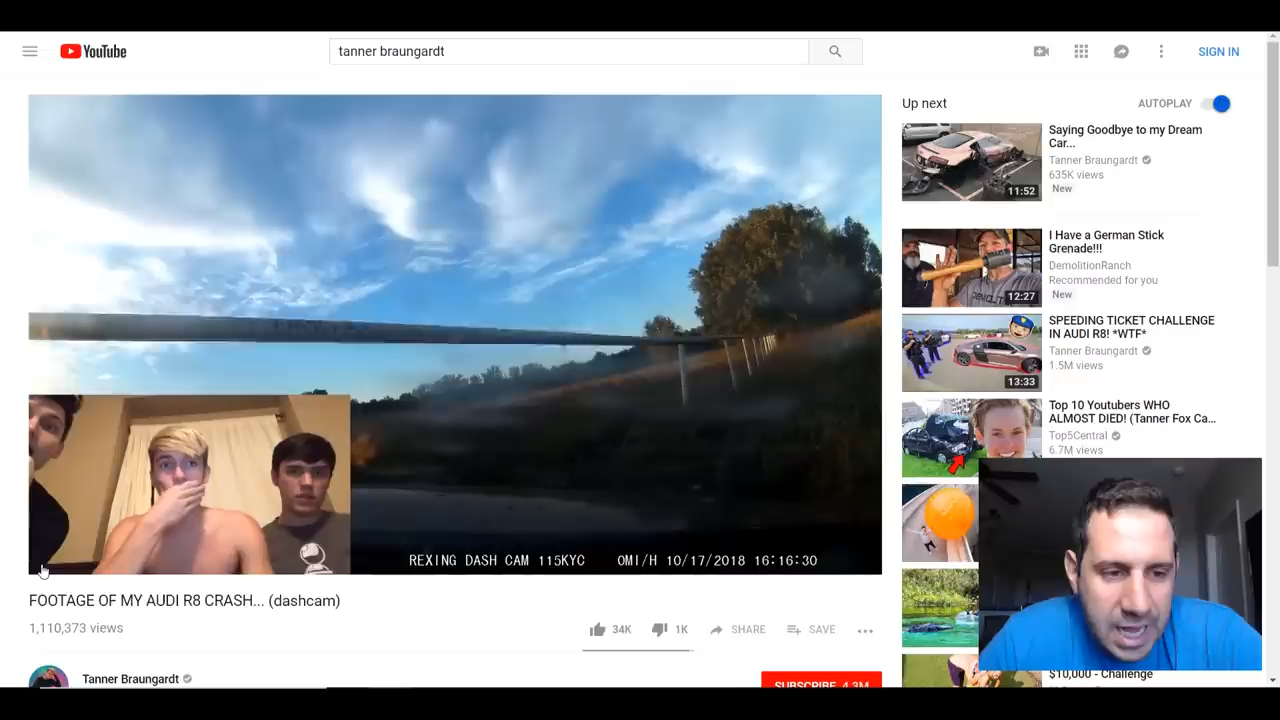 YouTube
tanner braungardt
SIGN IN
Up next
AUTOPLAY
Saying Goodbye to my Dream
Car...
Tanner Braungardt
635K views
New
11:52
I Have a German Stick
Grenade!!!
DemolitionRanch
Recommended for you
New
12:27
SPEEDING TICKET CHALLENGE
IN AUDI R8! *WTF*
Tanner Braungardt
1.5M views
13:33
Top 10 Youtubers WHO
ALMOST DIED! (Tanner Fox Ca...
Top5Central
6.7M views
$10,000 - Challenge
REXING DASH CAM 115KYC 0MI/H 10/17/2018 16:16:30
FOOTAGE OF MY AUDI R8 CRASH... (dashcam)
1,110,373 views
34K
1K
SHARE
SAVE
Tanner Braungardt
SUBSCRIBE 4.3M